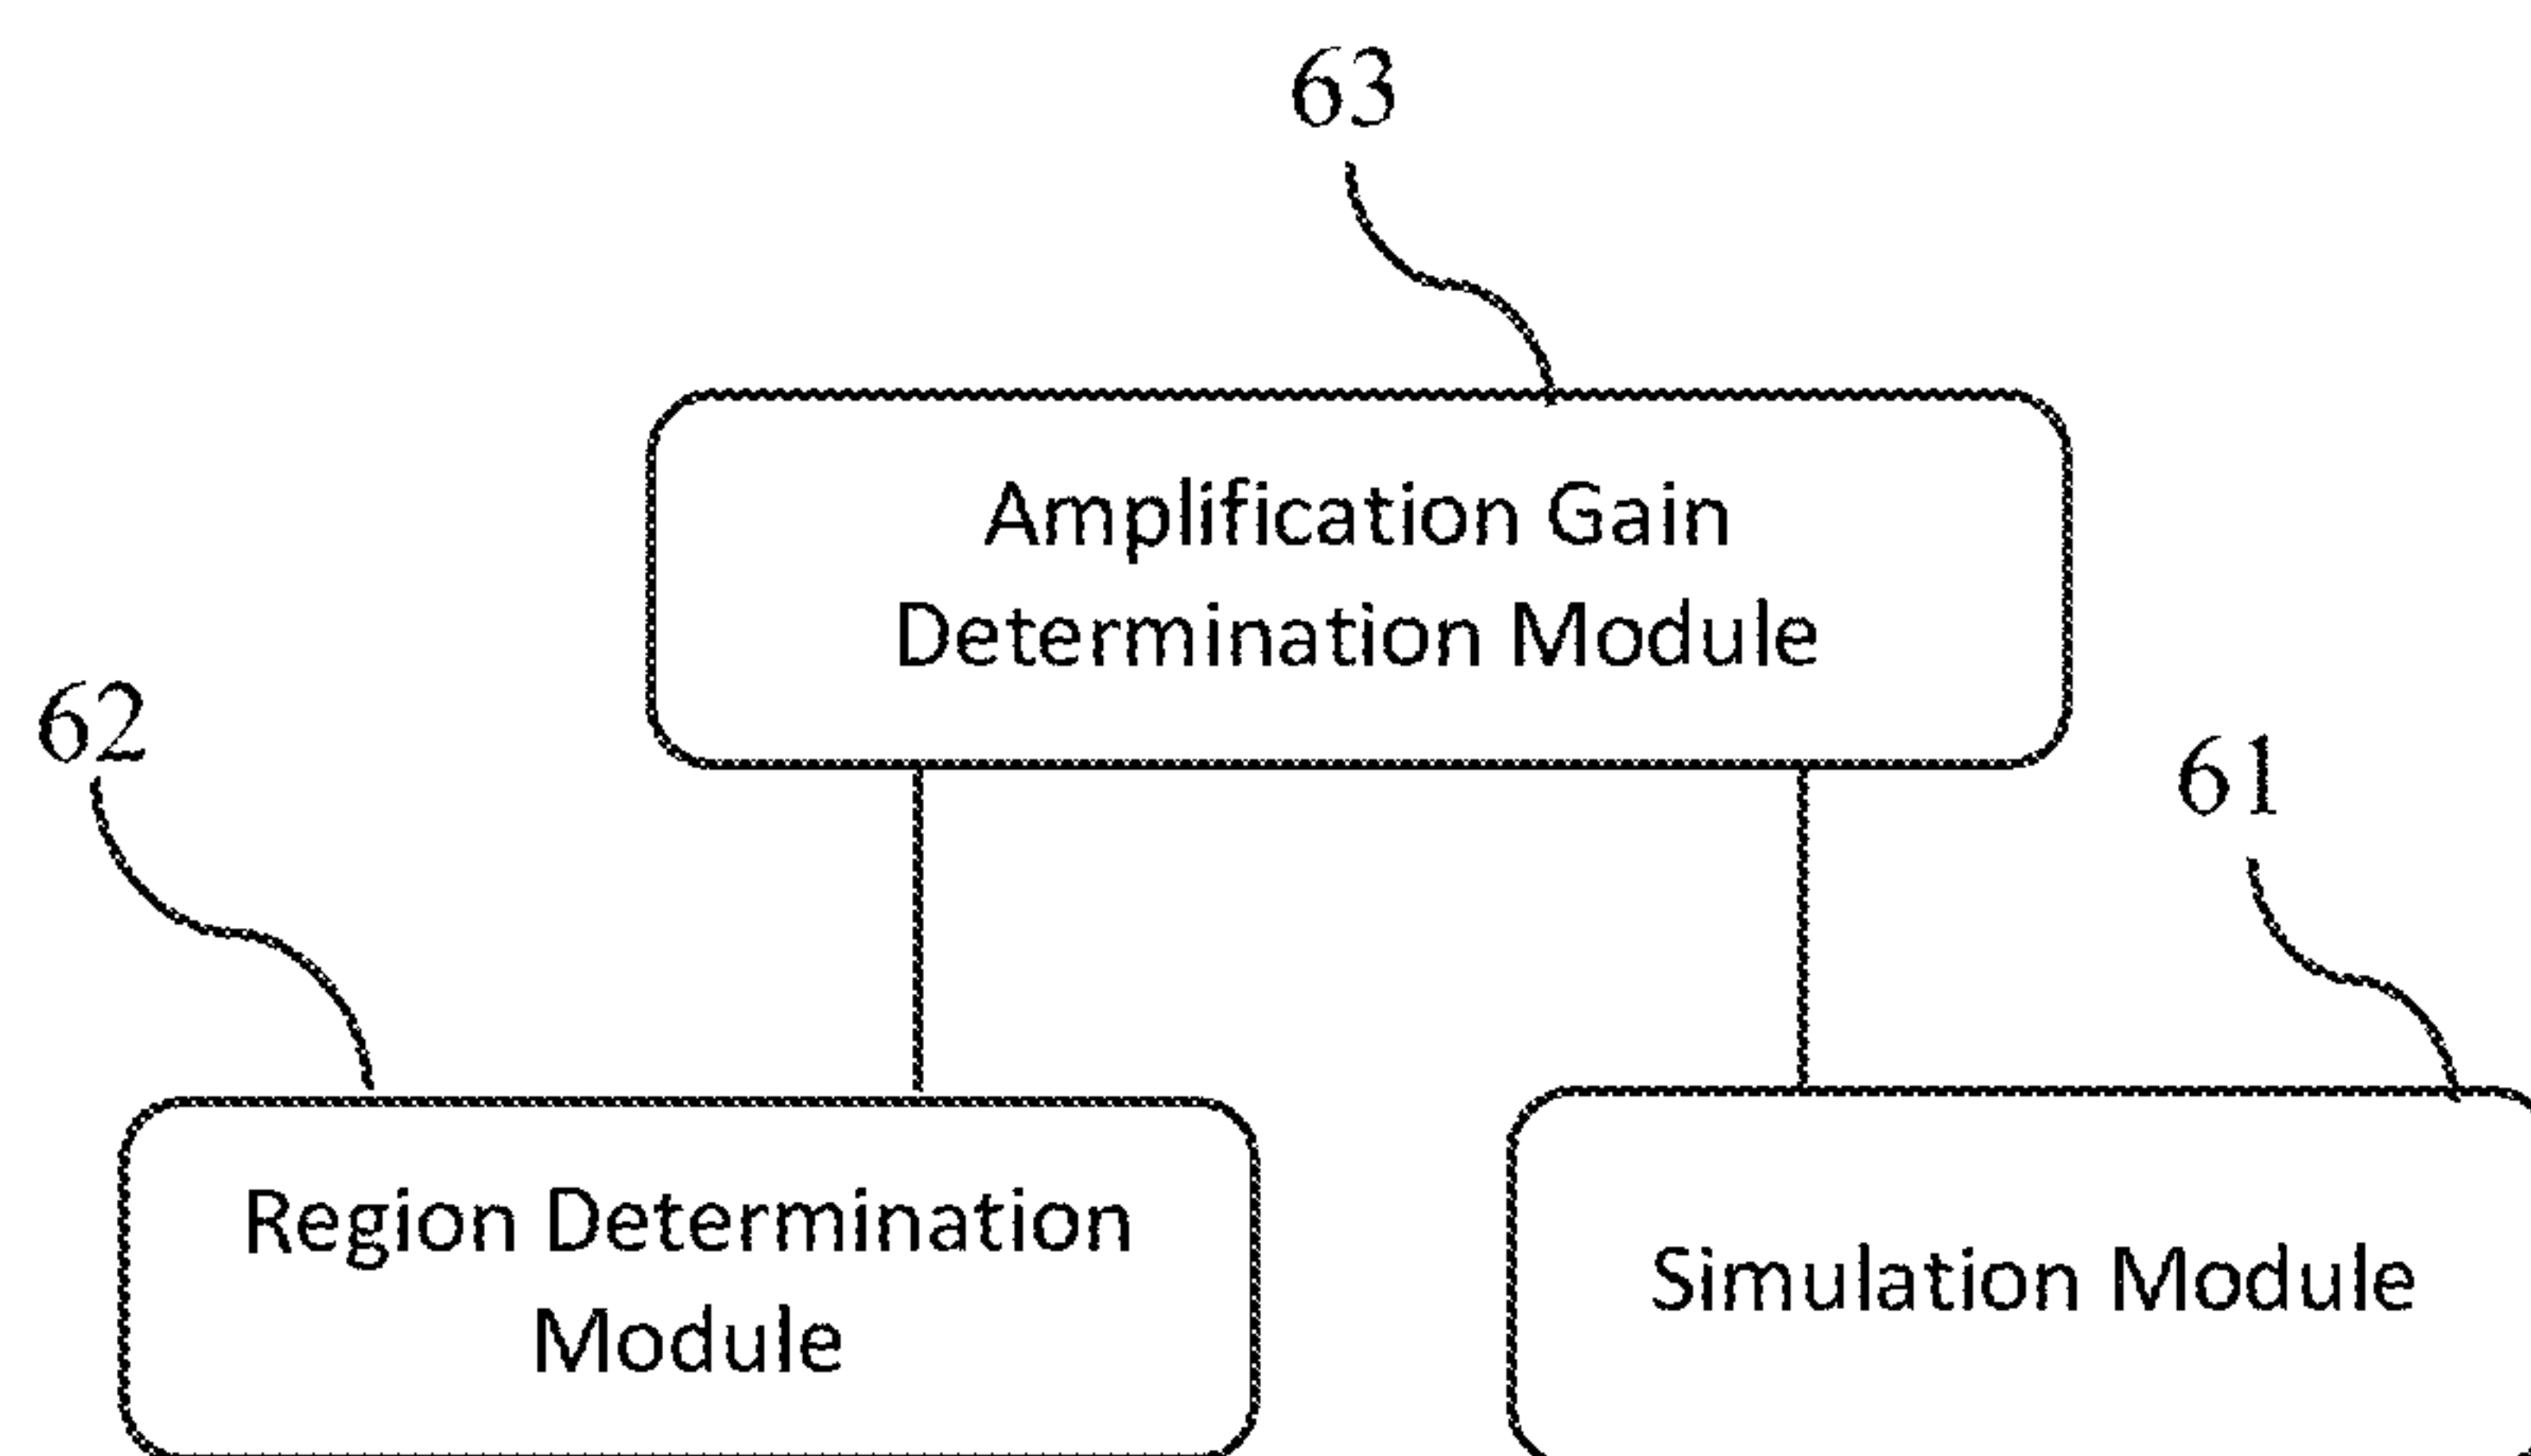 63
Amplification Gain
Determination Module
62
61
Region Determination
Module
Simulation Module